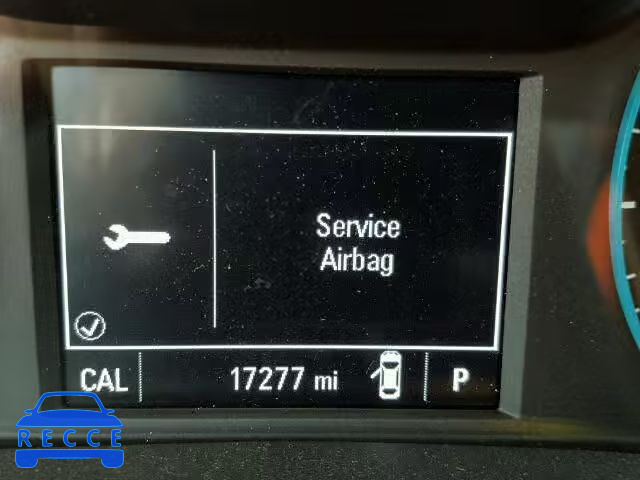 Service
Airbag
CAL 17277 mi P
RECCE